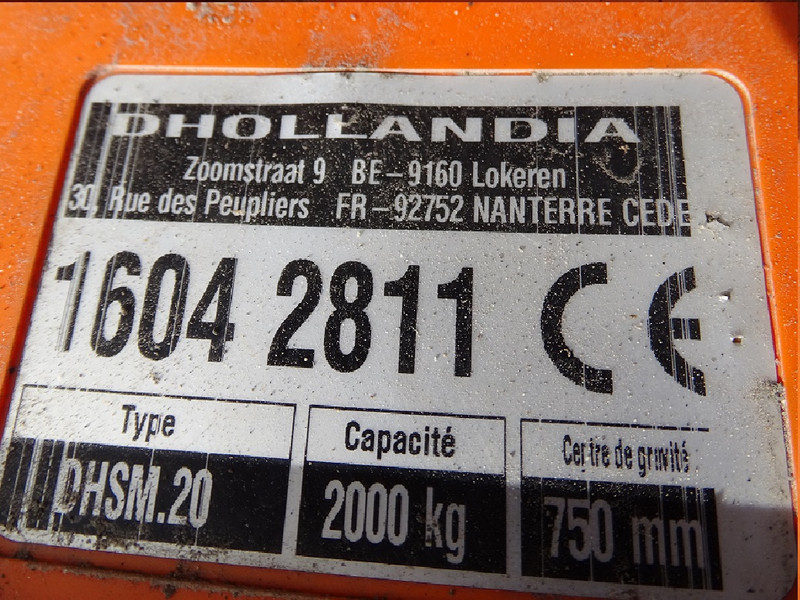 DHOLLANDIA
Zoomstraat 9 BE-9160 Lokeren
30, Rue des Peupliers FR-92752 NANTERRE CEDE
1604 2811 CE
Type Capacité Centre de gravité
DHSM.20 2000 kg 750 mm